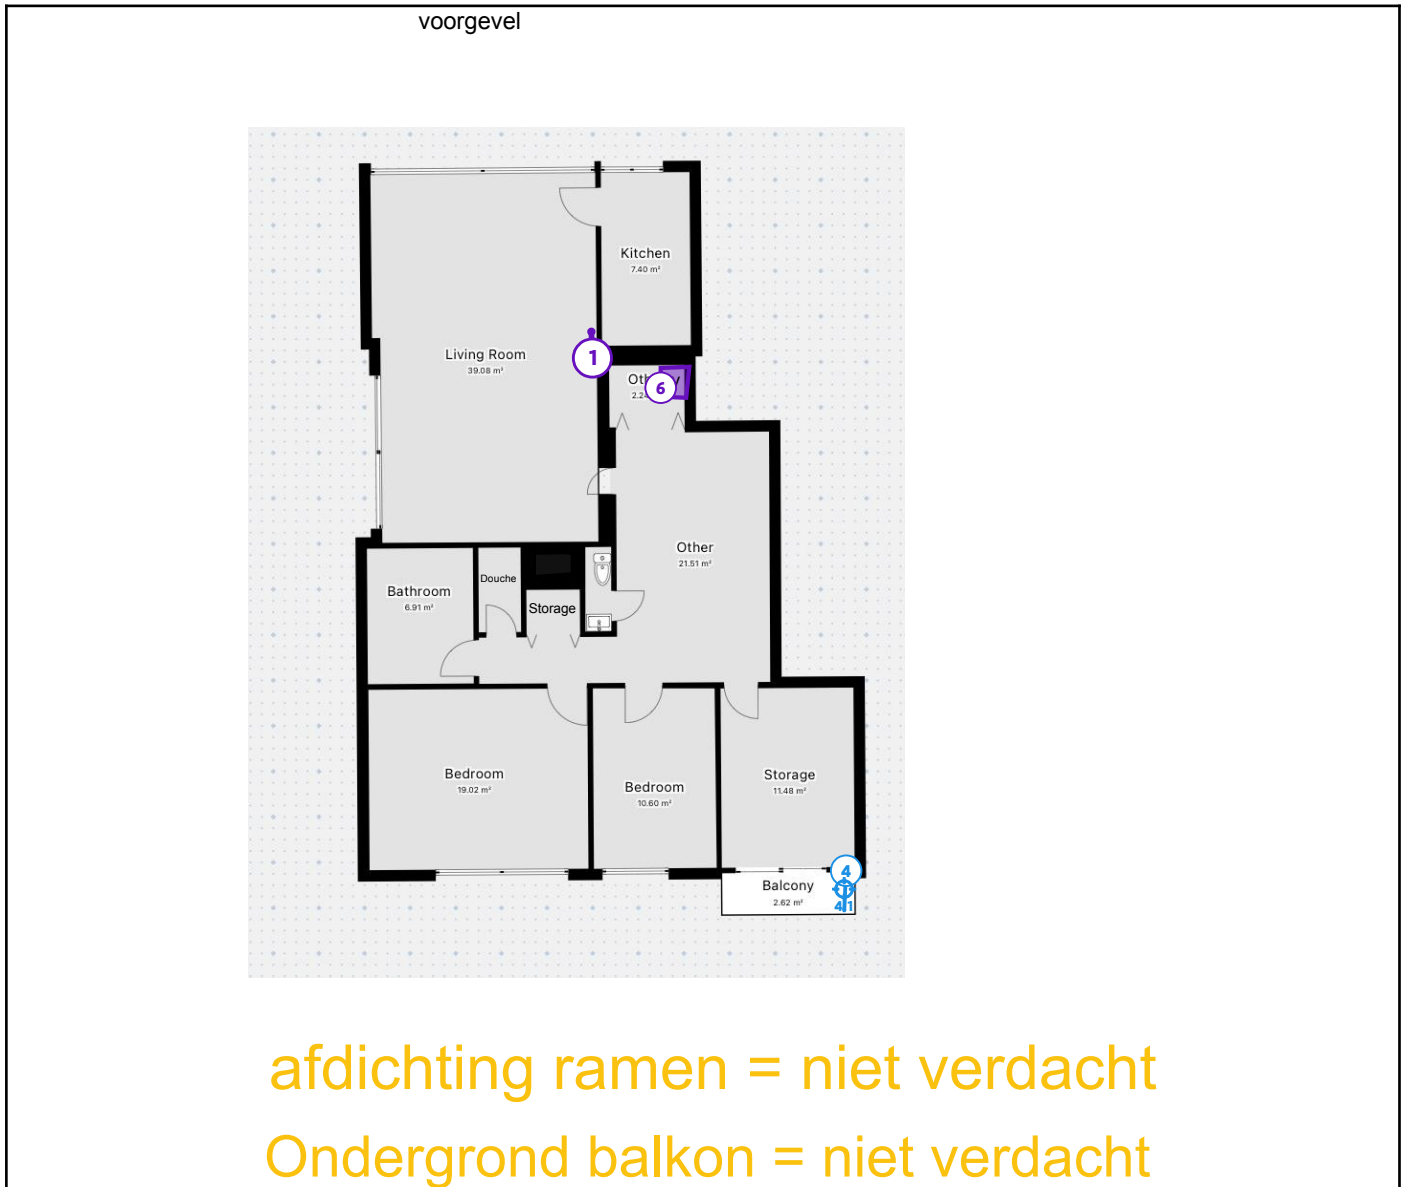 voorgevel
Kitchen
7.40 m²
Living Room
39.08 m²
1
6
Other
21.51 m²
Bathroom
6.91 m²
Douche
Storage
Bedroom
19.02 m²
Bedroom
10.60 m²
Storage
11.48 m²
4
Balcony
2.62 m²
4.1
afdichting ramen = niet verdacht
Ondergrond balkon = niet verdacht